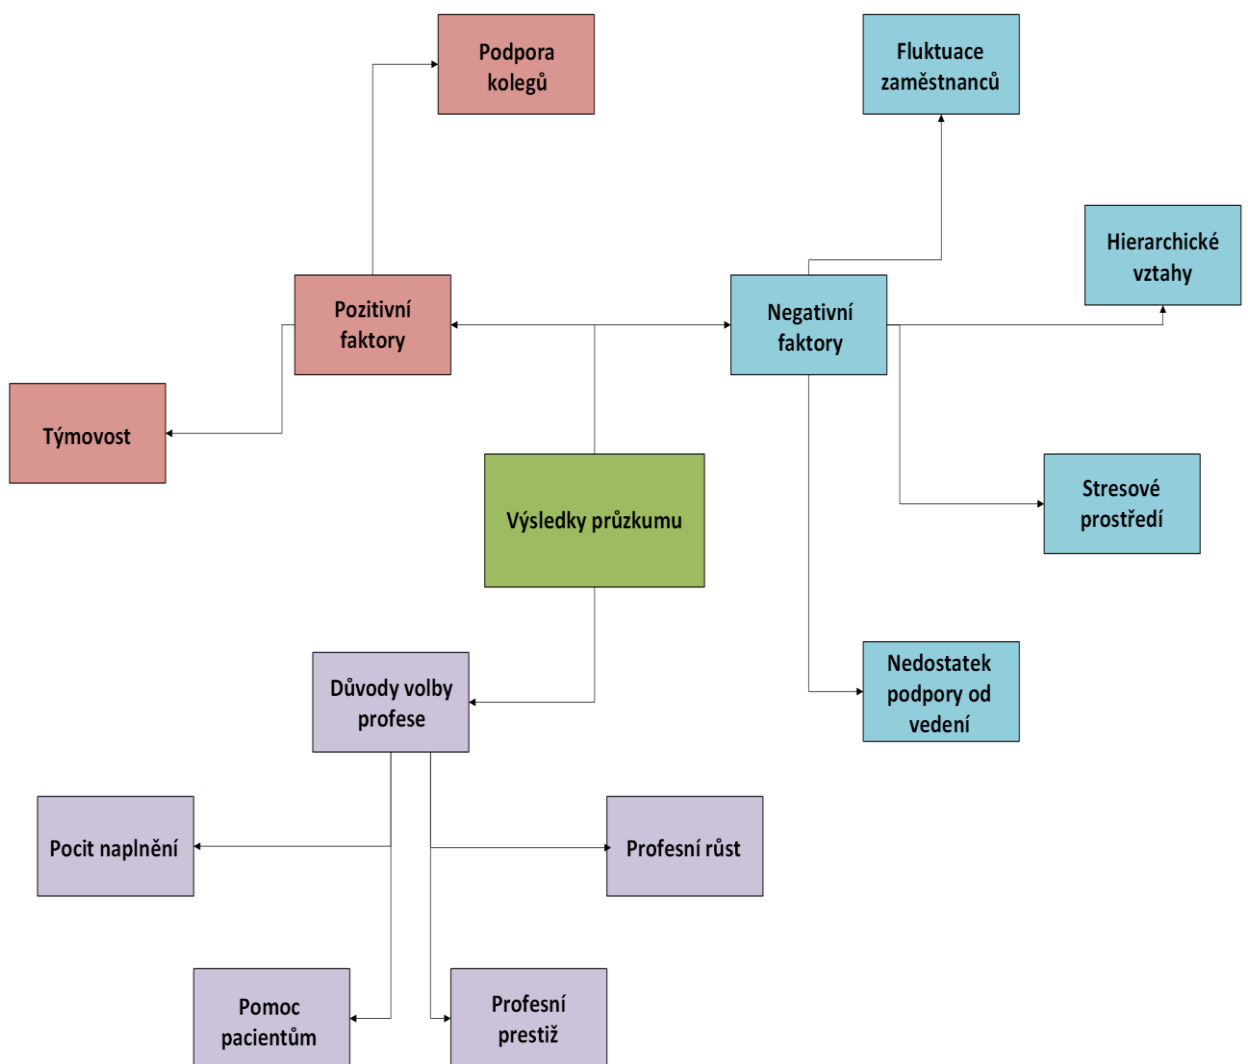 Podpora
kolegů
Fluktuace
zaměstnanců
Hierarchické
vztahy
Pozitivní
faktory
Negativní
faktory
Týmovost
Výsledky průzkumu
Stresové
prostředí
Důvody volby
profese
Nedostatek
podpory od
vedení
Pocit naplnění
Profesní růst
Pomoc
pacientům
Profesní
prestiž